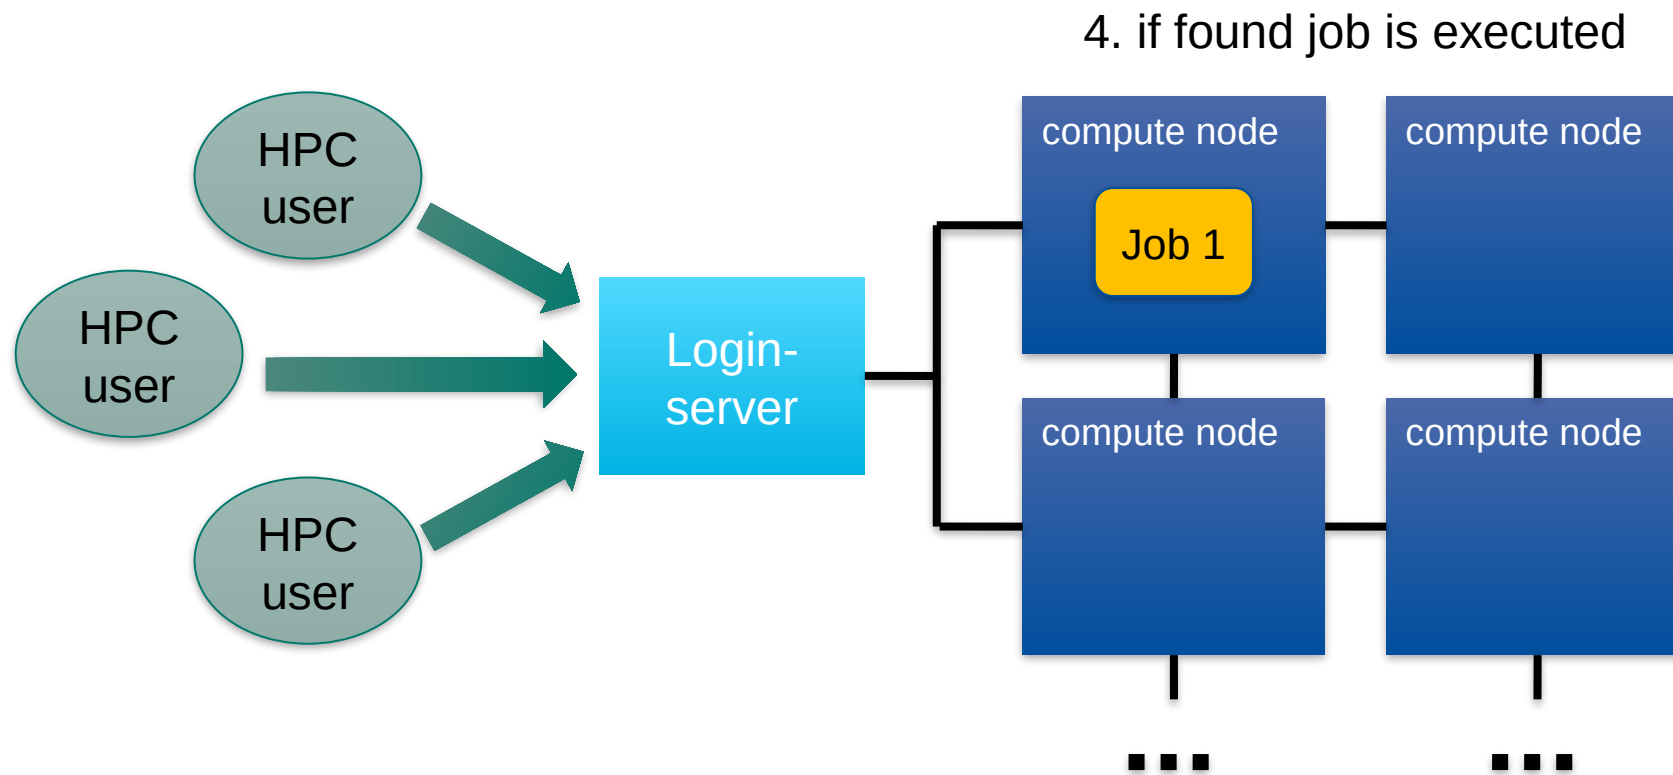 4. if found job is executed
HPC
user
compute node
compute node
Job 1
HPC
user
Login-
server
compute node
compute node
HPC
user
...
...